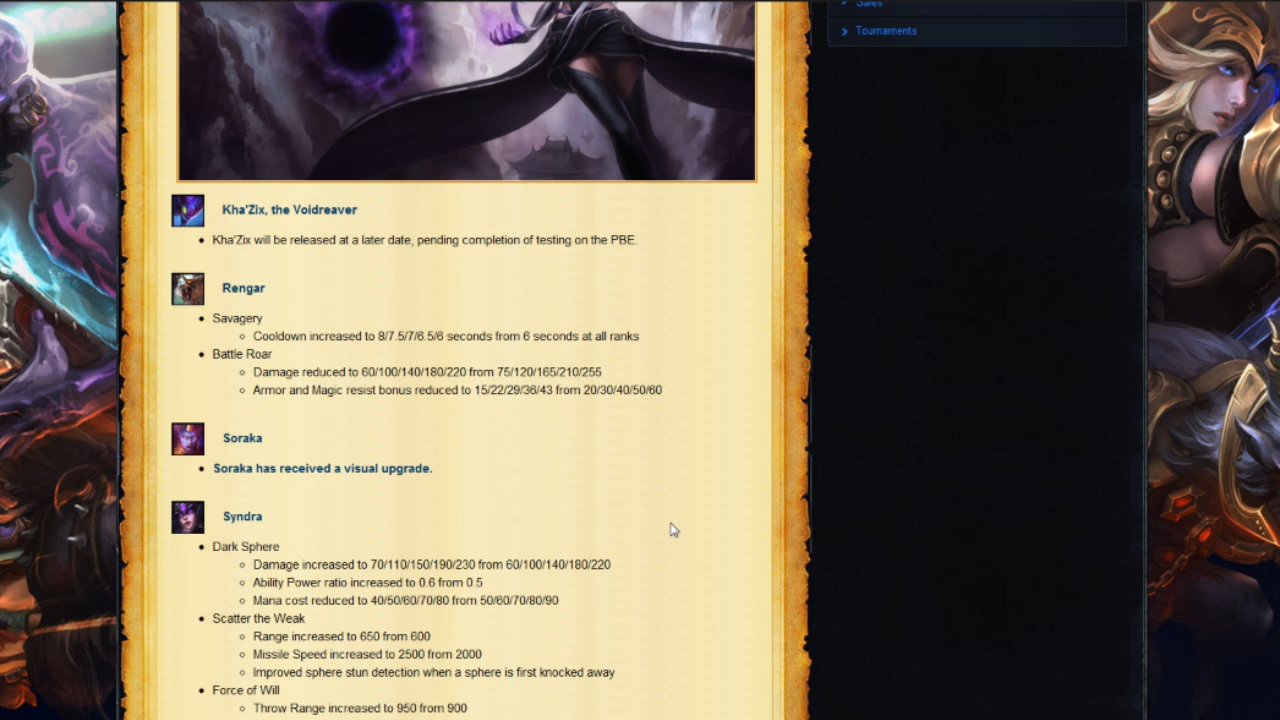 Sales
Tournaments
Kha'Zix, the Voidreaver
Kha'Zix will be released at a later date, pending completion of testing on the PBE.
Rengar
Savagery
Cooldown increased to 8/7.5/7/6.5/6 seconds from 6 seconds at all ranks
Battle Roar
Damage reduced to 60/100/140/180/220 from 75/120/165/210/255
Armor and Magic resist bonus reduced to 15/22/29/36/43 from 20/30/40/50/60
Soraka
Soraka has received a visual upgrade.
Syndra
Dark Sphere
Damage increased to 70/110/150/190/230 from 60/100/140/180/220
Ability Power ratio increased to 0.6 from 0.5
Mana cost reduced to 40/50/60/70/80 from 50/60/70/80/90
Scatter the Weak
Range increased to 650 from 600
Missile Speed increased to 2500 from 2000
Improved sphere stun detection when a sphere is first knocked away
Force of Will
Throw Range increased to 950 from 900